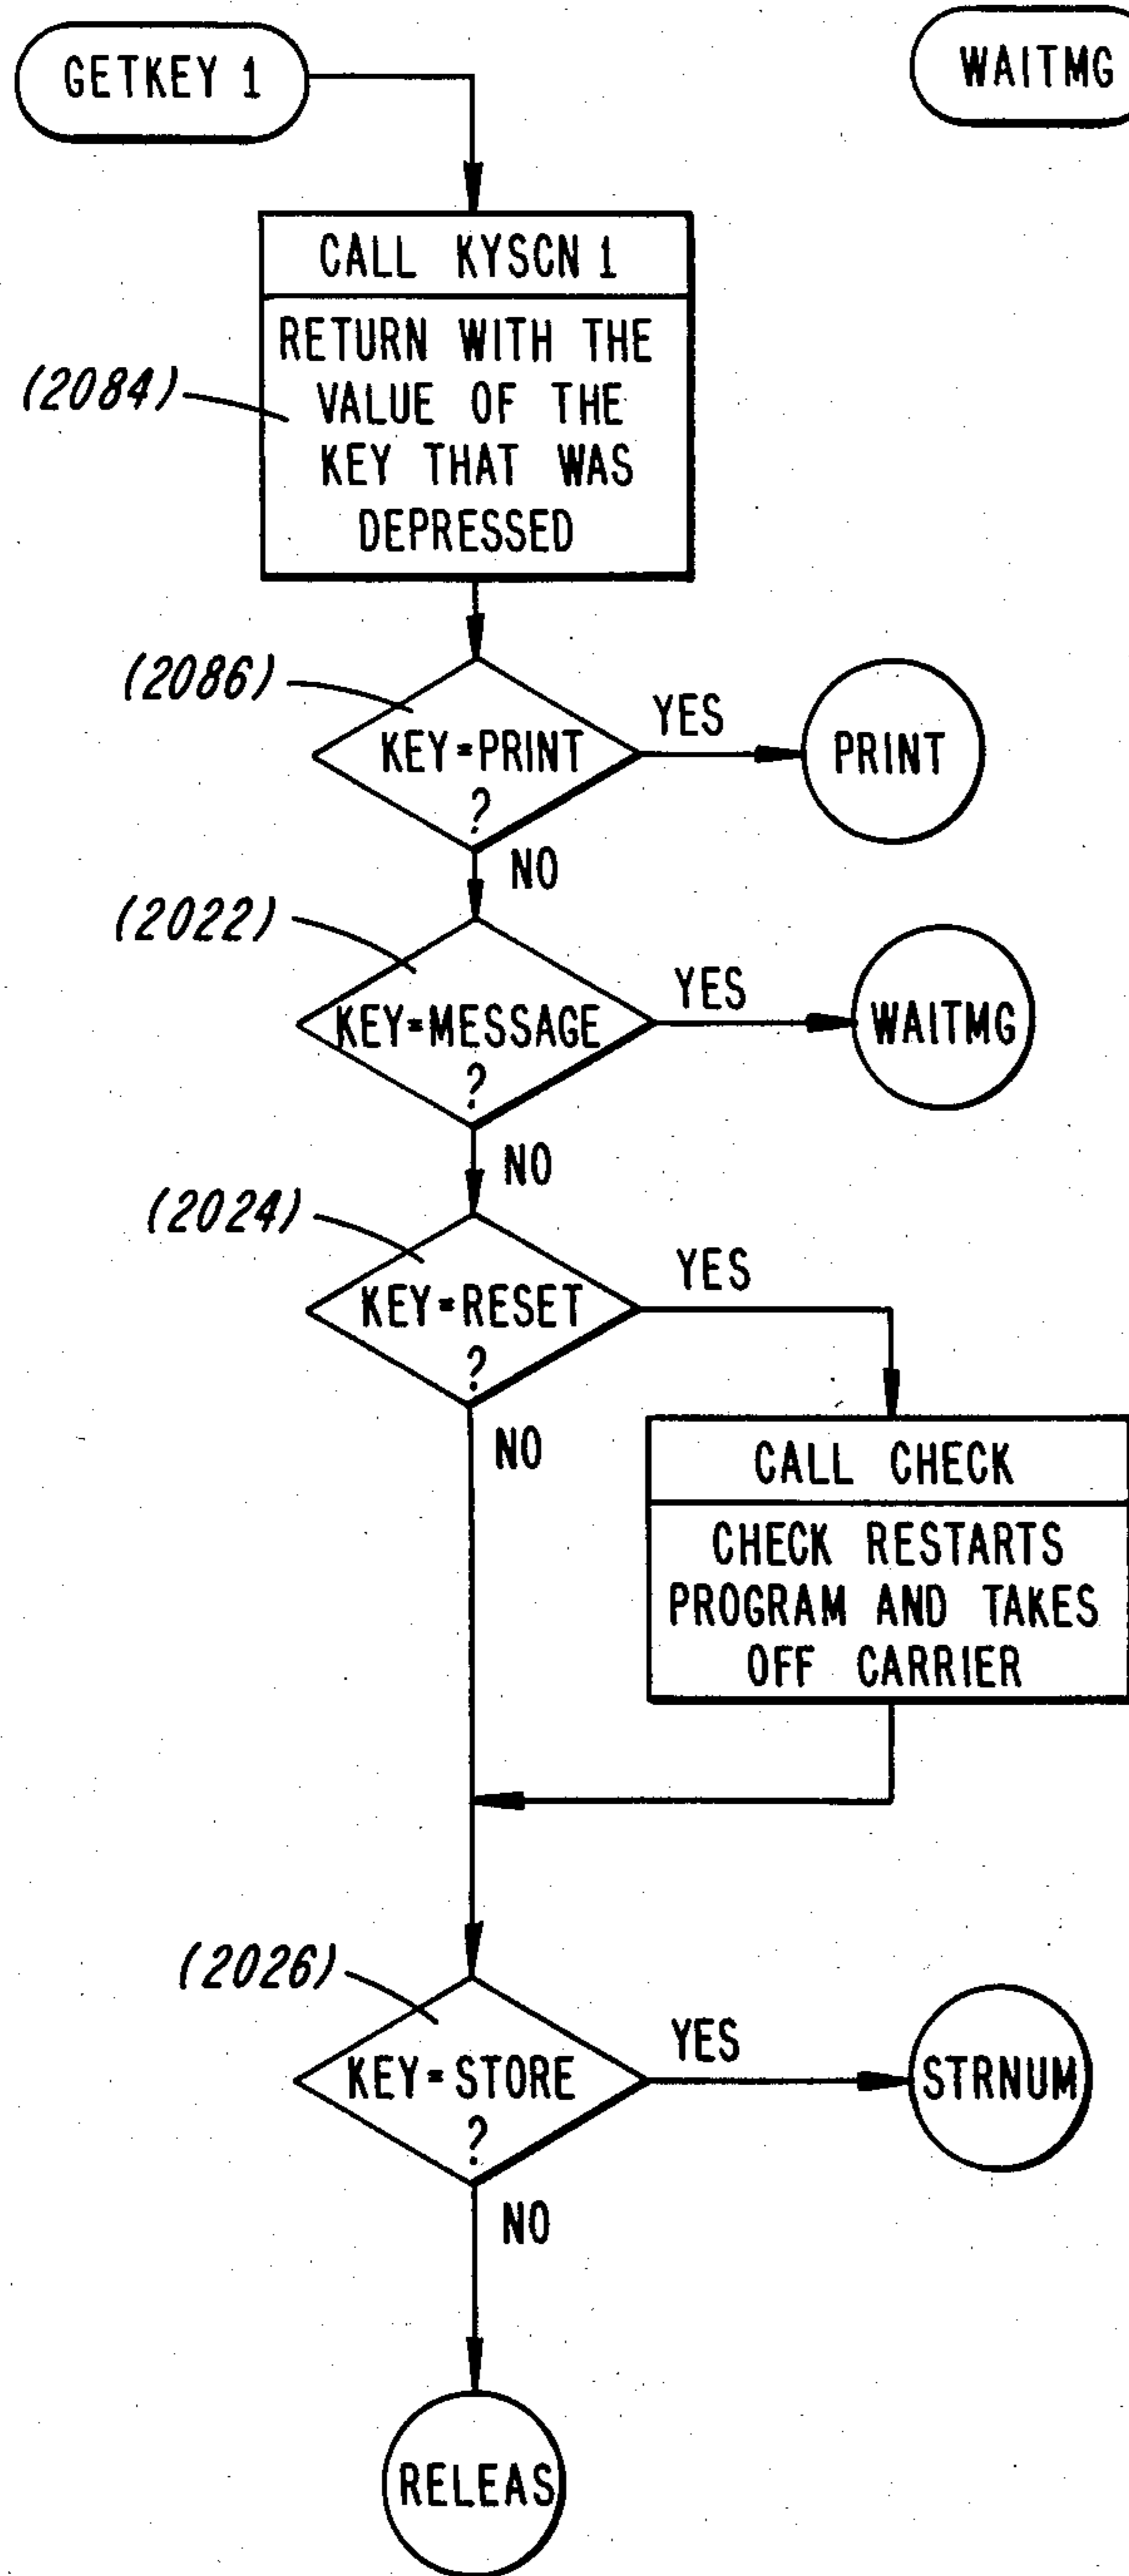 GETKEY 1
WAITMG
CALL KYSCN 1
RETURN WITH THE
VALUE OF THE
KEY THAT WAS
DEPRESSED
(2084)
(2086)
KEY=PRINT
?
YES
PRINT
NO
(2022)
KEY=MESSAGE
?
YES
WAITMG
NO
(2024)
KEY=RESET
?
YES
NO
CALL CHECK
CHECK RESTARTS
PROGRAM AND TAKES
OFF CARRIER
(2026)
KEY=STORE
?
YES
STRNUM
NO
RELEAS